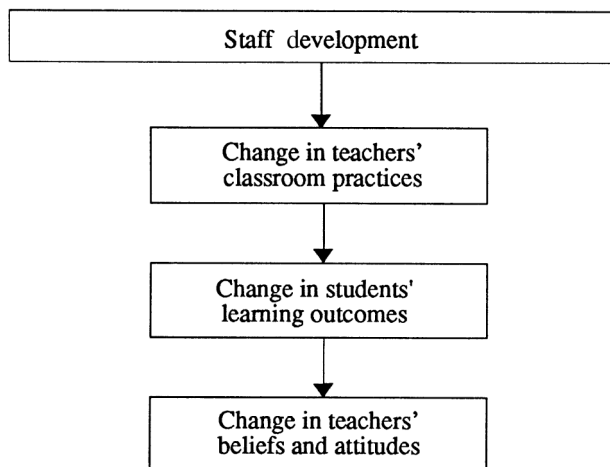 Staff development
Change in teachers’
classroom practices
Change in students'
learning outcomes
Change in teachers’
beliefs and attitudes